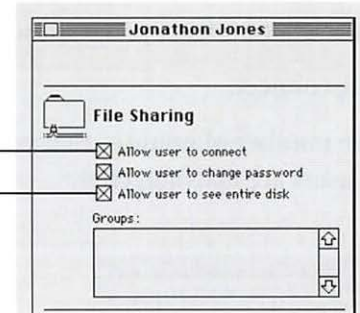 Jonathon Jones
File Sharing
Allow user to connect
Allow user to change password
Allow user to see entire disk
Groups: